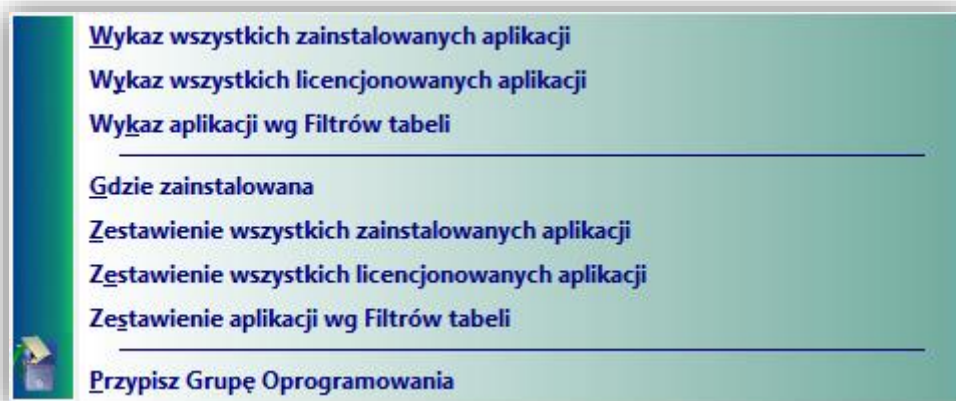 Wykaz wszystkich zainstalowanych aplikacji
Wykaz wszystkich licencjonowanych aplikacji
Wykaz aplikacji wg Filtrów tabeli
Gdzie zainstalowana
Zestawienie wszystkich zainstalowanych aplikacji
Zestawienie wszystkich licencjonowanych aplikacji
Zestawienie aplikacji wg Filtrów tabeli
Przypisz Grupę Oprogramowania